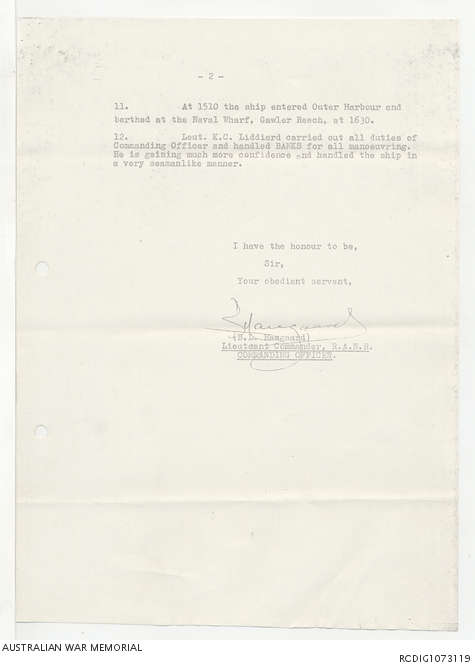 - 2 -
11. At 1510 the ship entered Outer Harbour and
berthed at the Naval Wharf, Gawler Reach, at 1630.
12. Leut. K.C. Liddierd carried out all duties of
Commanding Officer and handled BANKS for all manoeuvring.
He is gaining much more confidence and handled the ship in
a very seamanlike manner.
I have the honour to be,
Sir,
Your obedient servant,
Haugaard)
Lieutenant Commander, R.A.N.R.
COMMANDING OFFICER.
AUSTRALIAN WAR MEMORIAL
RCDIG1073119